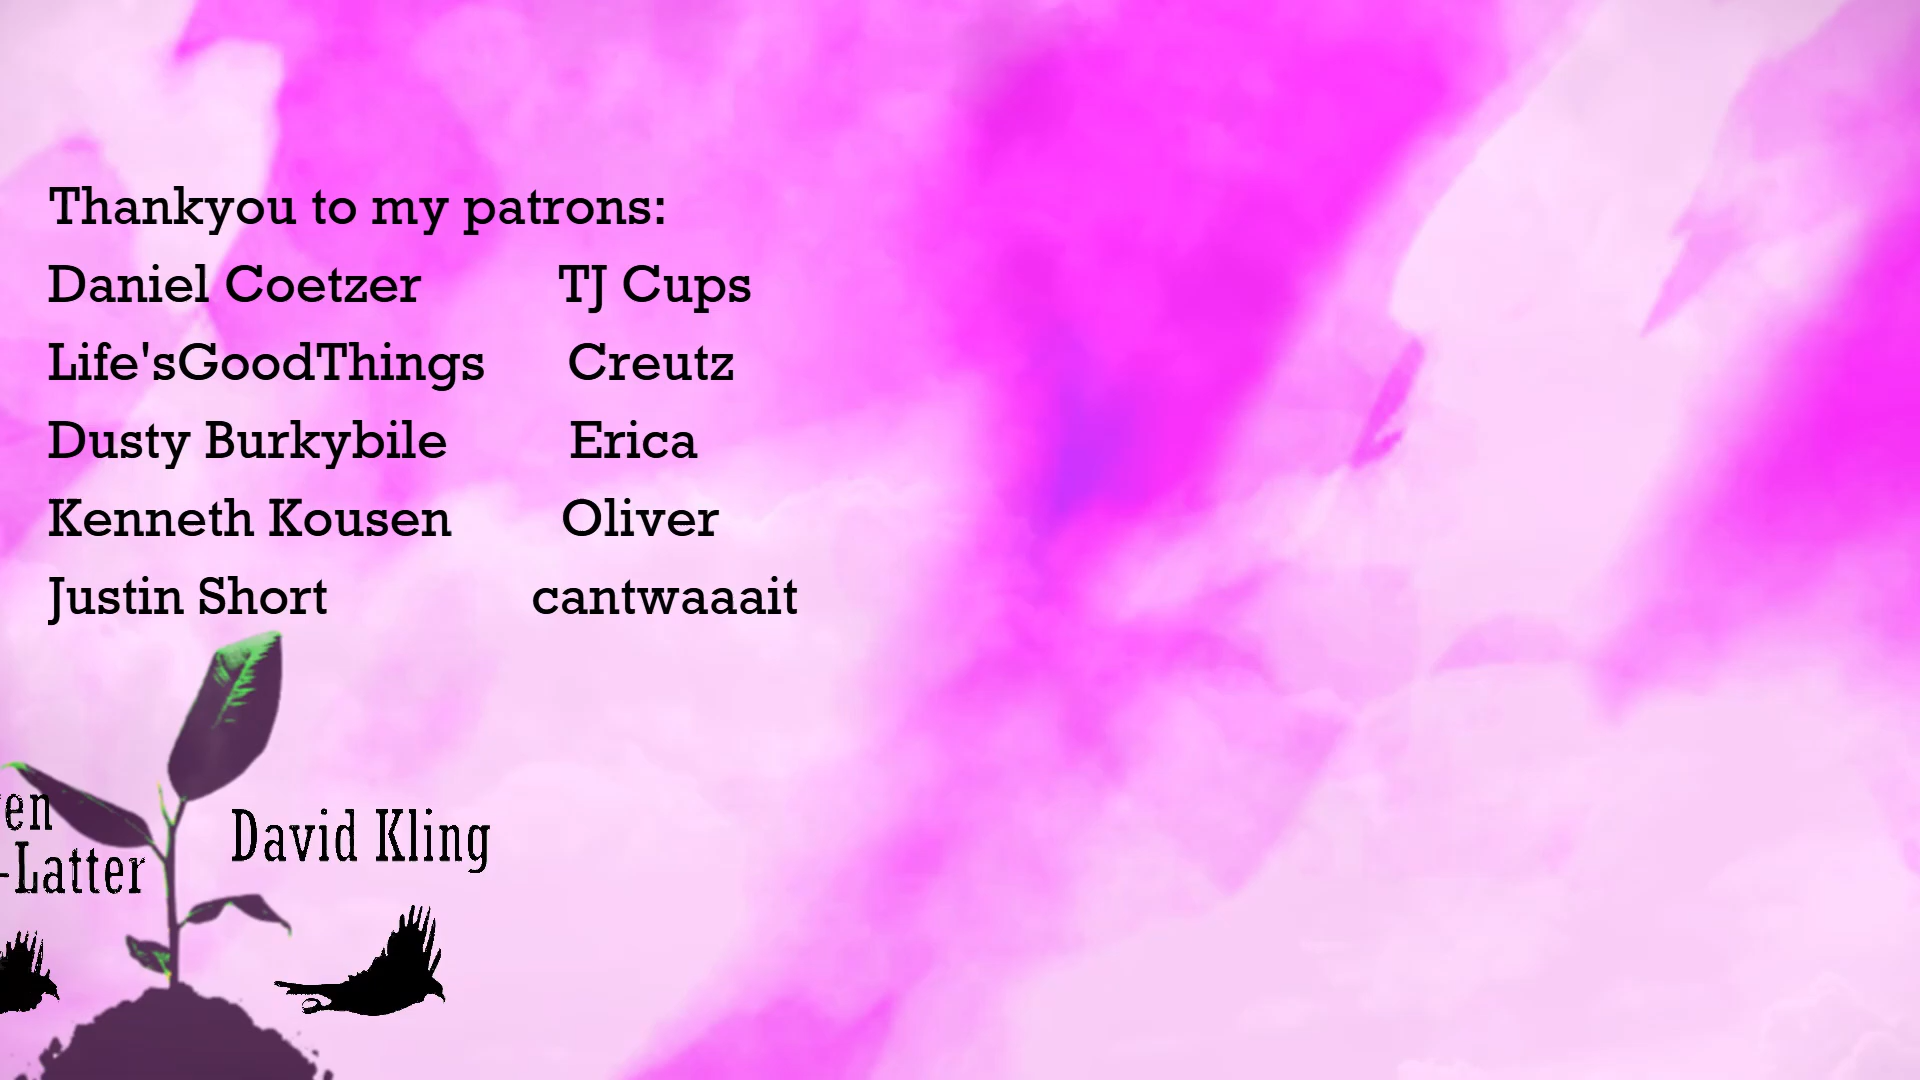 Thankyou to my patrons:
Daniel Coetzer TJ Cups
Life'sGoodThings Creutz
Dusty Burkybile Erica
Kenneth Kousen Oliver
Justin Short cantwaaait
-Latter
David Kling